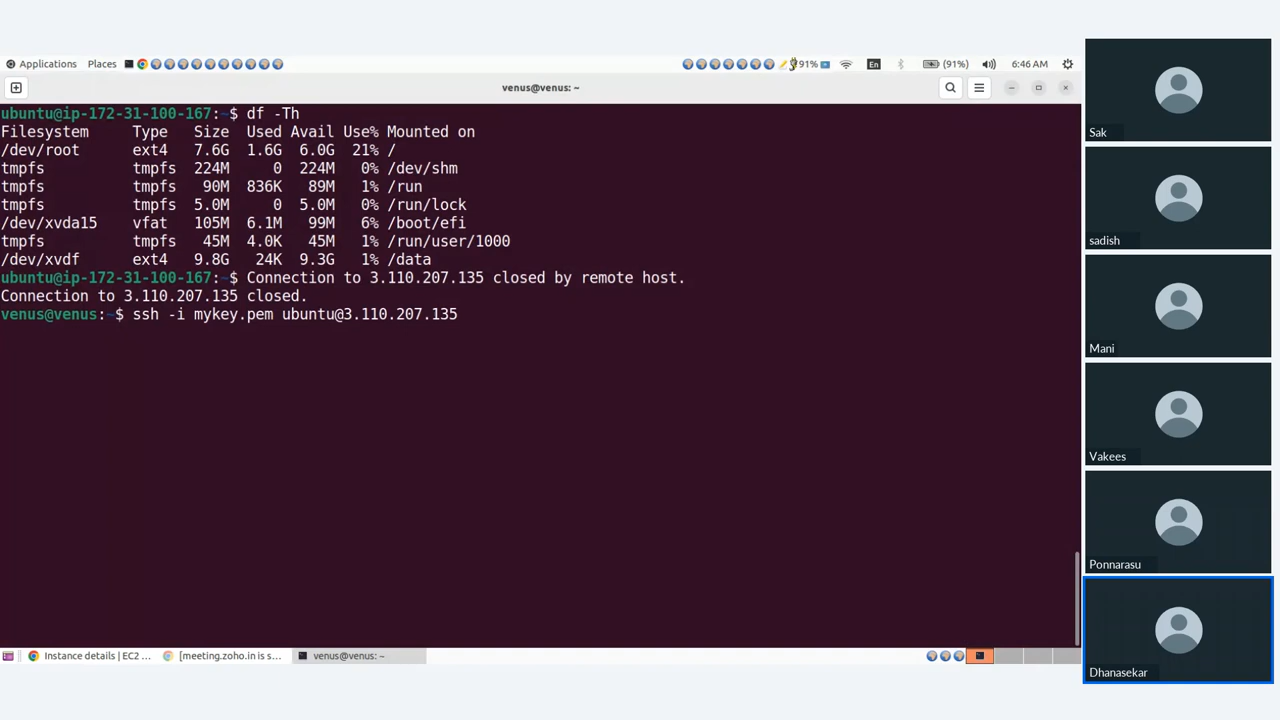 Applications Places 91% En (91%) 6:46 AM
venus@venus: ~
ubuntu@ip-172-31-100-167:~$ df -Th
Filesystem Type Size Used Avail Use% Mounted on
/dev/root ext4 7.6G 1.6G 6.0G 21% /
tmpfs tmpfs 224M 0 224M 0% /dev/shm
tmpfs tmpfs 90M 836K 89M 1% /run
tmpfs tmpfs 5.0M 0 5.0M 0% /run/lock
/dev/xvda15 vfat 105M 6.1M 99M 6% /boot/efi
tmpfs tmpfs 45M 4.0K 45M 1% /run/user/1000
/dev/xvdf ext4 9.8G 24K 9.3G 1% /data
ubuntu@ip-172-31-100-167:~$ Connection to 3.110.207.135 closed by remote host.
Connection to 3.110.207.135 closed.
venus@venus:~$ ssh -i mykey.pem ubuntu@3.110.207.135
Instance details | EC2 ... [meeting.zoho.in is s... venus@venus: ~
Sak
sadish
Mani
Vakees
Ponnarasu
Dhanasekar